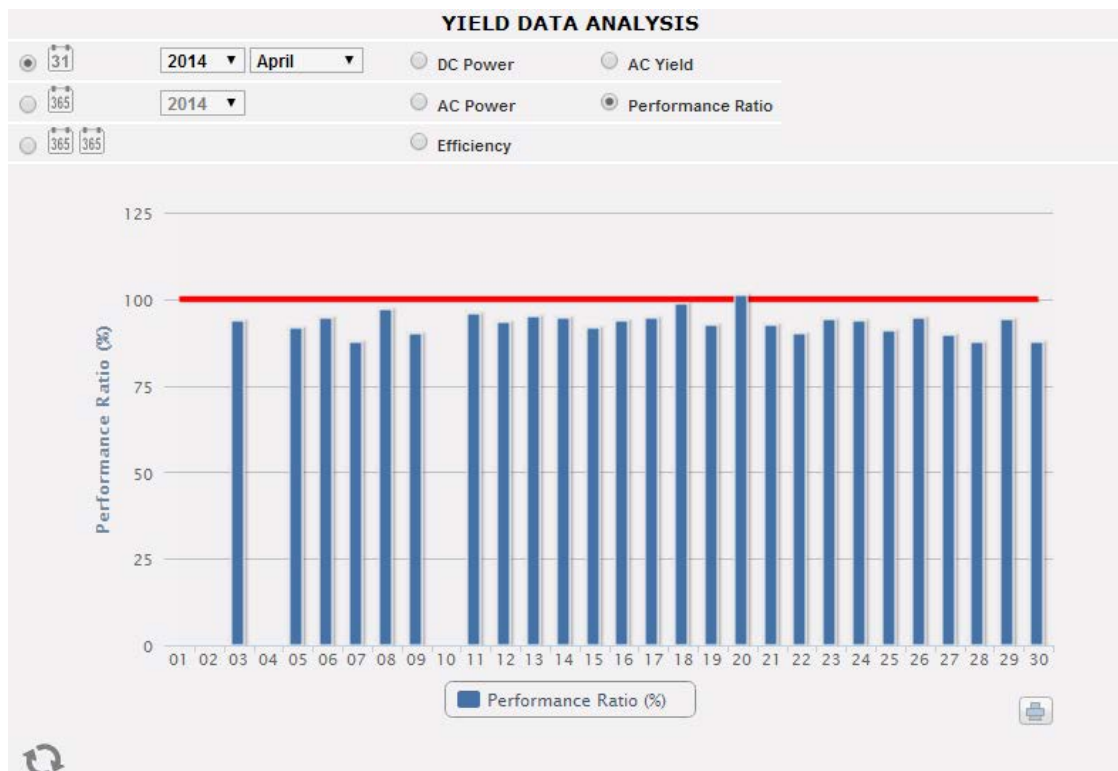 YIELD DATA ANALYSIS
31 2014 April DC Power AC Yield
365 2014 AC Power Performance Ratio
365 365 Efficiency
125
100
75
50
25
0
Performance Ratio (%)
01 02 03 04 05 06 07 08 09 10 11 12 13 14 15 16 17 18 19 20 21 22 23 24 25 26 27 28 29 30
Performance Ratio (%)